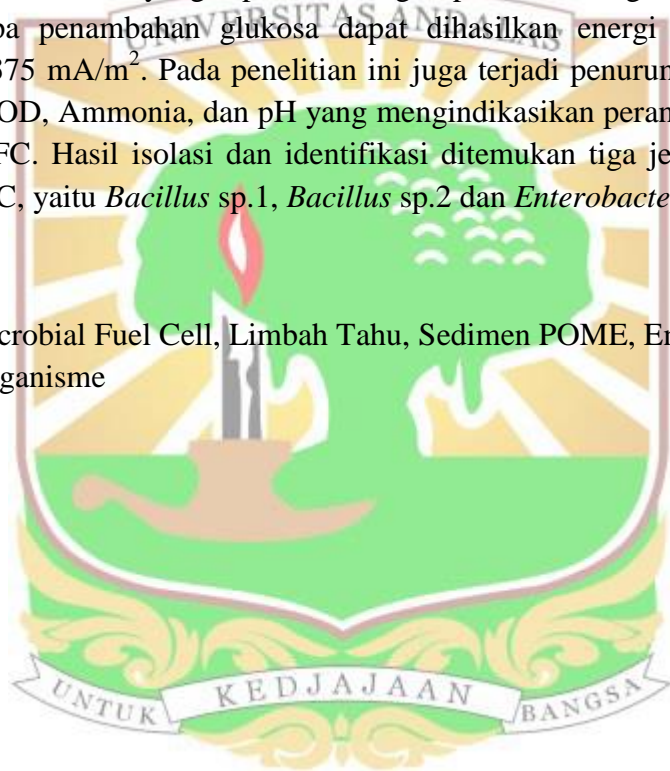 UNIVERSITAS ANDALAS
pa penambahan glukosa dapat dihasilkan energi
375 mA/m². Pada penelitian ini juga terjadi penurun
OD, Ammonia, dan pH yang mengindikasikan peran
FC. Hasil isolasi dan identifikasi ditemukan tiga je
C, yaitu Bacillus sp.1, Bacillus sp.2 dan Enterobacte
crobial Fuel Cell, Limbah Tahu, Sedimen POME, En
ganisme
UNTUK KEDJAJAAN BANGSA